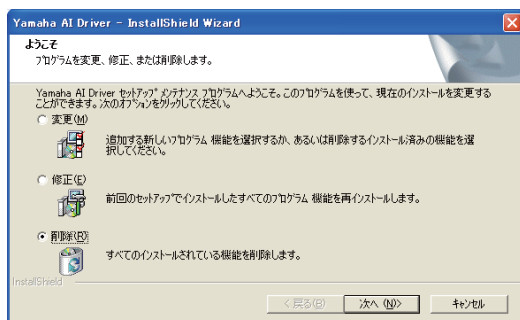 Yamaha AI Driver - InstallShield Wizard
ようこそ
プログラムを変更、修正、または削除します。
Yamaha AI Driver セットアップ メンテナンス プログラムへようこそ。このプログラムを使って、現在のインストールを変更する
ことができます。次のオプションをクリックしてください。
変更(M)
追加する新しいプログラム 機能を選択するか、あるいは削除するインストール済みの機能を選
択してください。
修正(E)
前回のセットアップでインストールしたすべてのプログラム 機能を再インストールします。
削除(R)
すべてのインストールされている機能を削除します。
InstallShield
< 戻る(B)
次へ (N)>
キャンセル